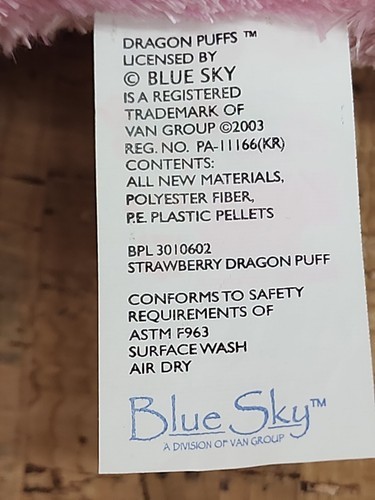 DRAGON PUFFS ™
LICENSED BY
© BLUE SKY
IS A REGISTERED
TRADEMARK OF
VAN GROUP ©2003
REG. NO. PA-11166(KR)
CONTENTS:
ALL NEW MATERIALS,
POLYESTER FIBER,
P.E. PLASTIC PELLETS
BPL 3010602
STRAWBERRY DRAGON PUFF
CONFORMS TO SAFETY
REQUIREMENTS OF
ASTM F963
SURFACE WASH
AIR DRY
Blue Sky™
A DIVISION OF VAN GROUP